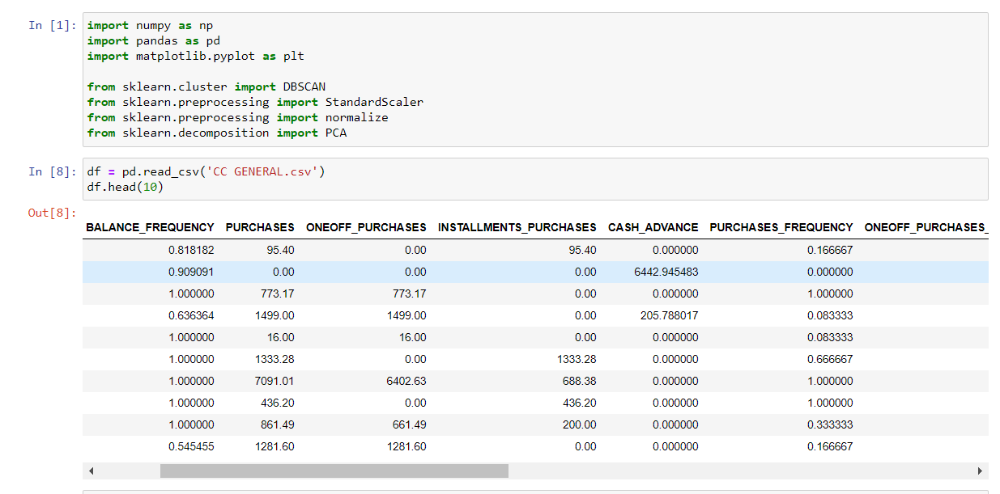 In [1]: import numpy as np
import pandas as pd
import matplotlib.pyplot as plt
from sklearn.cluster import DBSCAN
from sklearn.preprocessing import StandardScaler
from sklearn.preprocessing import normalize
from sklearn.decomposition import PCA
In [8]: df = pd.read_csv('CC GENERAL.csv')
df.head(10)
Out[8]:
BALANCE_FREQUENCY PURCHASES ONEOFF_PURCHASES INSTALLMENTS_PURCHASES CASH_ADVANCE PURCHASES_FREQUENCY ONEOFF_PURCHASES_
0.818182 95.40 0.00 95.40 0.000000 0.166667
0.909091 0.00 0.00 0.00 6442.945483 0.000000
1.000000 773.17 773.17 0.00 0.000000 1.000000
0.636364 1499.00 1499.00 0.00 205.788017 0.083333
1.000000 16.00 16.00 0.00 0.000000 0.083333
1.000000 1333.28 0.00 1333.28 0.000000 0.666667
1.000000 7091.01 6402.63 688.38 0.000000 1.000000
1.000000 436.20 0.00 436.20 0.000000 1.000000
1.000000 861.49 661.49 200.00 0.000000 0.333333
0.545455 1281.60 1281.60 0.00 0.000000 0.166667